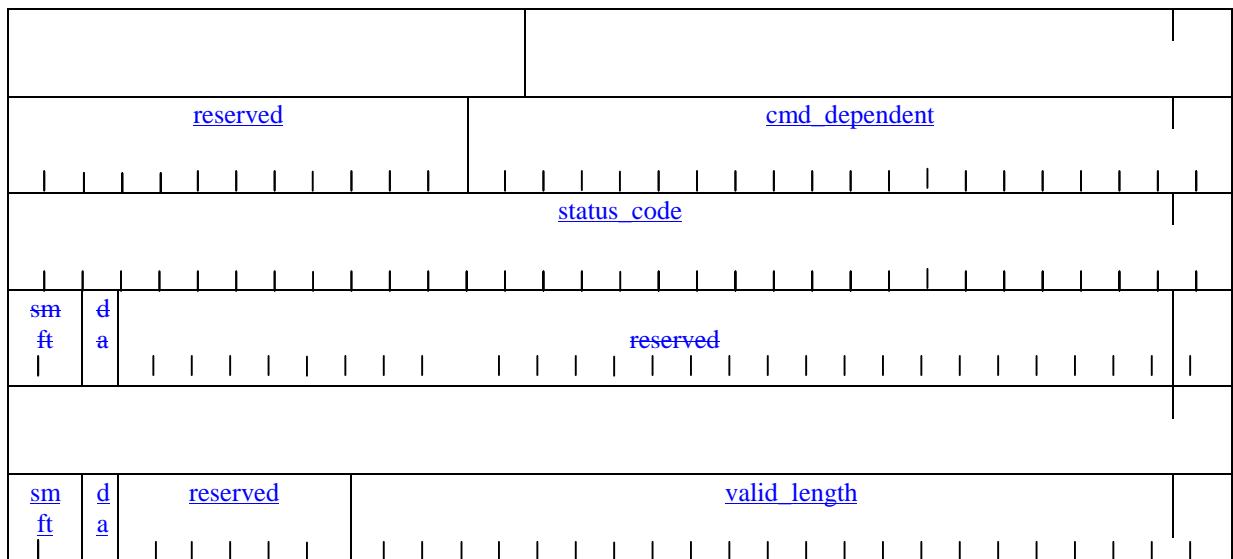 reserved cmd_dependent
status_code
sm d
ft a reserved
sm d reserved valid_length
ft a